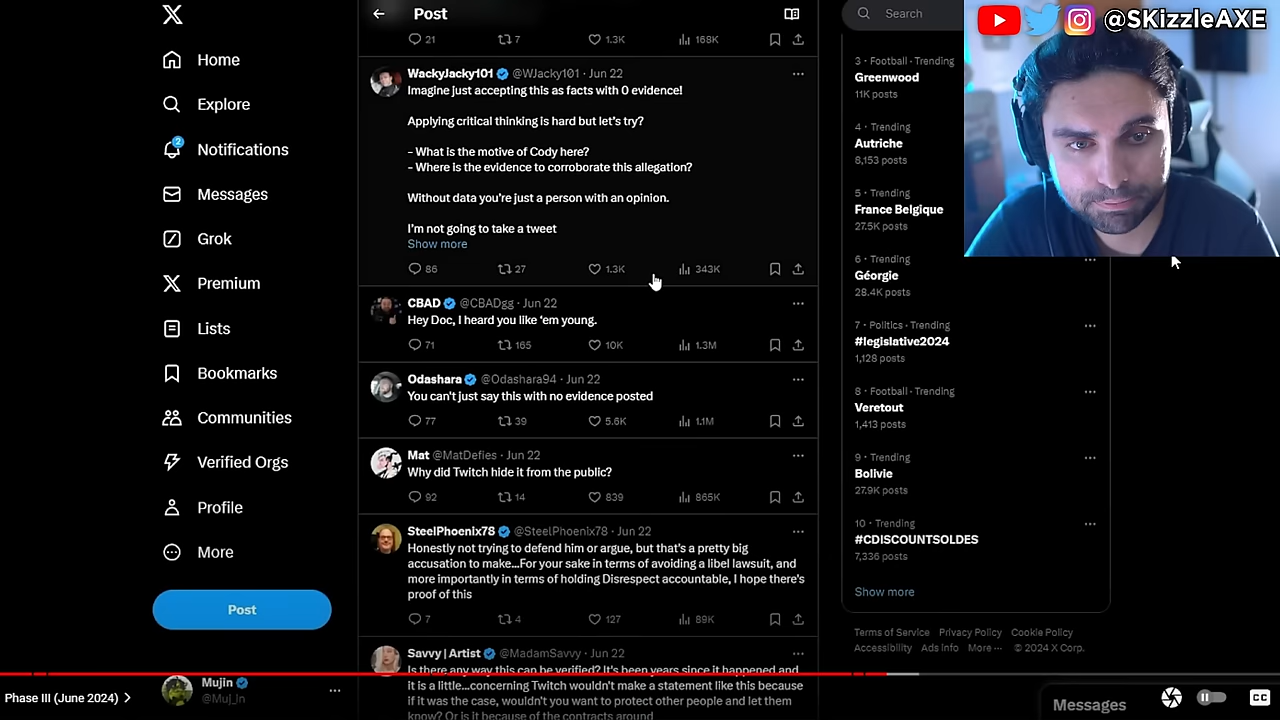 Home
Explore
2
Notifications
Messages
Grok
Premium
Lists
Bookmarks
Communities
Verified Orgs
Profile
More
Post
Mujin
@Muj_In
Phase III (June 2024)
Post
21 7 1.3K 168K
WackyJacky101 @WJacky101 · Jun 22
Imagine just accepting this as facts with 0 evidence!
Applying critical thinking is hard but let's try?
- What is the motive of Cody here?
- Where is the evidence to corroborate this allegation?
Without data you're just a person with an opinion.
I'm not going to take a tweet
Show more
86 27 1.3K 343K
CBAD @CBADgg · Jun 22
Hey Doc, I heard you like 'em young.
71 165 10K 1.3M
Odashara @Odashara94 · Jun 22
You can't just say this with no evidence posted
77 39 5.6K 1.1M
Mat @MatDefies · Jun 22
Why did Twitch hide it from the public?
92 14 839 865K
SteelPhoenix78 @SteelPhoenix78 · Jun 22
Honestly not trying to defend him or argue, but that's a pretty big
accusation to make...For your sake in terms of avoiding a libel lawsuit, and
more importantly in terms of holding Disrespect accountable, I hope there's
proof of this
7 4 127 89K
Savvy | Artist @MadamSavvy · Jun 22
Is there any way this can be verified? It's been years since it happened and
it is a little...concerning Twitch wouldn't make a statement like this because
if it was the case, wouldn't you want to protect other people and let them
know? Or is it because of the contracts around
Search
@SKizzleAXE
3 · Football · Trending
Greenwood
11K posts
4 · Trending
Autriche
8,153 posts
5 · Trending
France Belgique
27.5K posts
6 · Trending
Géorgie
28.4K posts
7 · Politics · Trending
#legislative2024
1,128 posts
8 · Football · Trending
Veretout
1,413 posts
9 · Trending
Bolivie
27.9K posts
10 · Trending
#CDISCOUNTSOLDES
7,336 posts
Show more
Terms of Service Privacy Policy Cookie Policy
Accessibility Ads info More ··· © 2024 X Corp.
Messages
CC